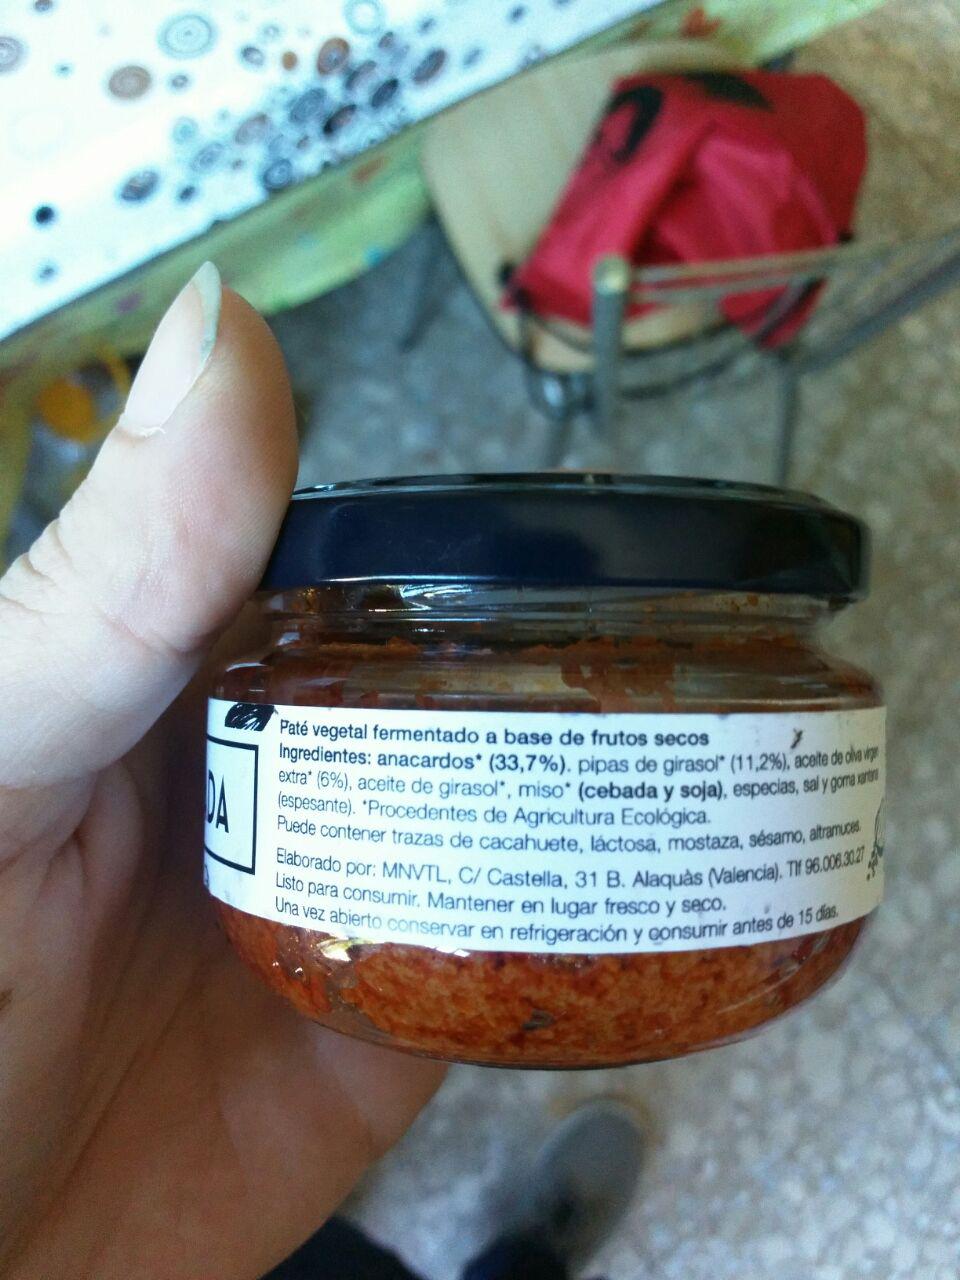 Paté vegetal fermentado a base de frutos secos
Ingredientes: anacardos* (33,7%). pipas de girasol* (11,2%), aceite de oliva virgen
extra* (6%), aceite de girasol*, miso* (cebada y soja), especias, sal y goma xantana
(espesante). *Procedentes de Agricultura Ecológica.
Puede contener trazas de cacahuete, láctosa, mostaza, sésamo, altramuces.
Elaborado por: MNVTL, C/ Castella, 31 B. Alaquàs (Valencia). Tlf 96.006.30.27
Listo para consumir. Mantener en lugar fresco y seco.
Una vez abierto conservar en refrigeración y consumir antes de 15 días.
DA